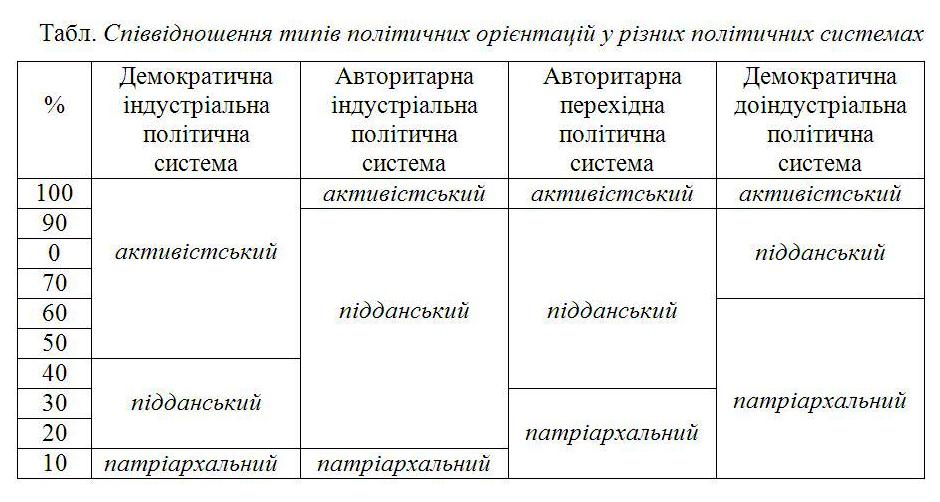 Табл. Співвідношення типів політичних орієнтацій у різних політичних системах
% Демократична індустріальна політична система Авторитарна індустріальна політична система Авторитарна перехідна політична система Демократична доіндустріальна політична система
100 активістський активістський активістський
90
0 активістський підданський
70
60 підданський підданський
50
40
30 підданський патріархальний
20 патріархальний
10 патріархальний патріархальний